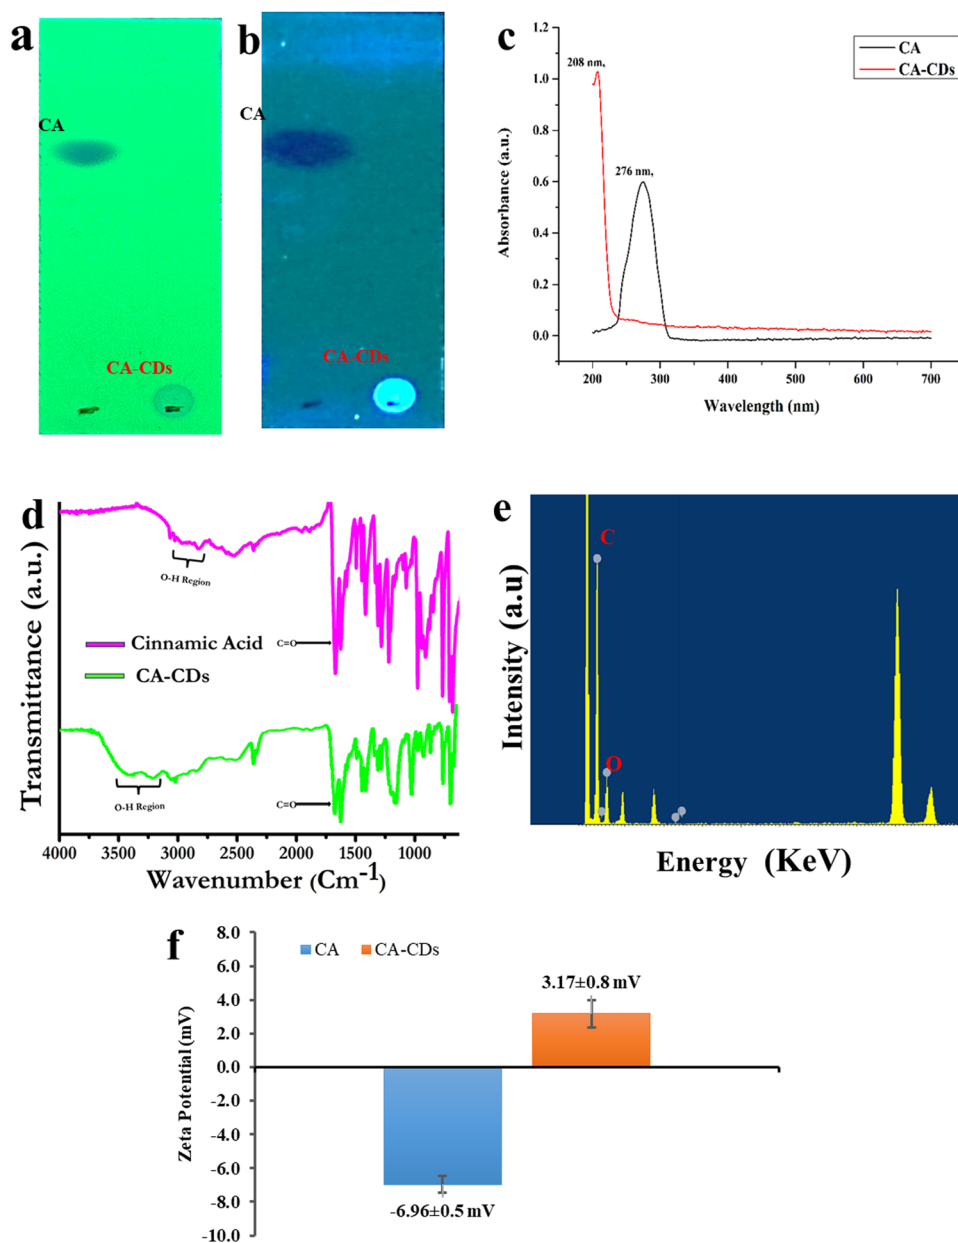 a
CA
CA-CDs
b
CA
CA-CDs
c
1.2
1.0
0.8
0.6
0.4
0.2
0.0
Absorbance (a.u.)
208 nm,
276 nm,
CA
CA-CDs
200
300
400
500
600
700
Wavelength (nm)
d
Transmittance (a.u.)
O-H Region
C=O
Cinnamic Acid
CA-CDs
O-H Region
C=O
4000
3500
3000
2500
2000
1500
1000
Wavenumber (Cm-1)
e
Intensity (a.u)
C
O
Energy (KeV)
f
8.0
6.0
4.0
2.0
0.0
-2.0
-4.0
-6.0
-8.0
-10.0
Zeta Potential (mV)
CA
CA-CDs
3.17±0.8 mV
-6.96±0.5 mV